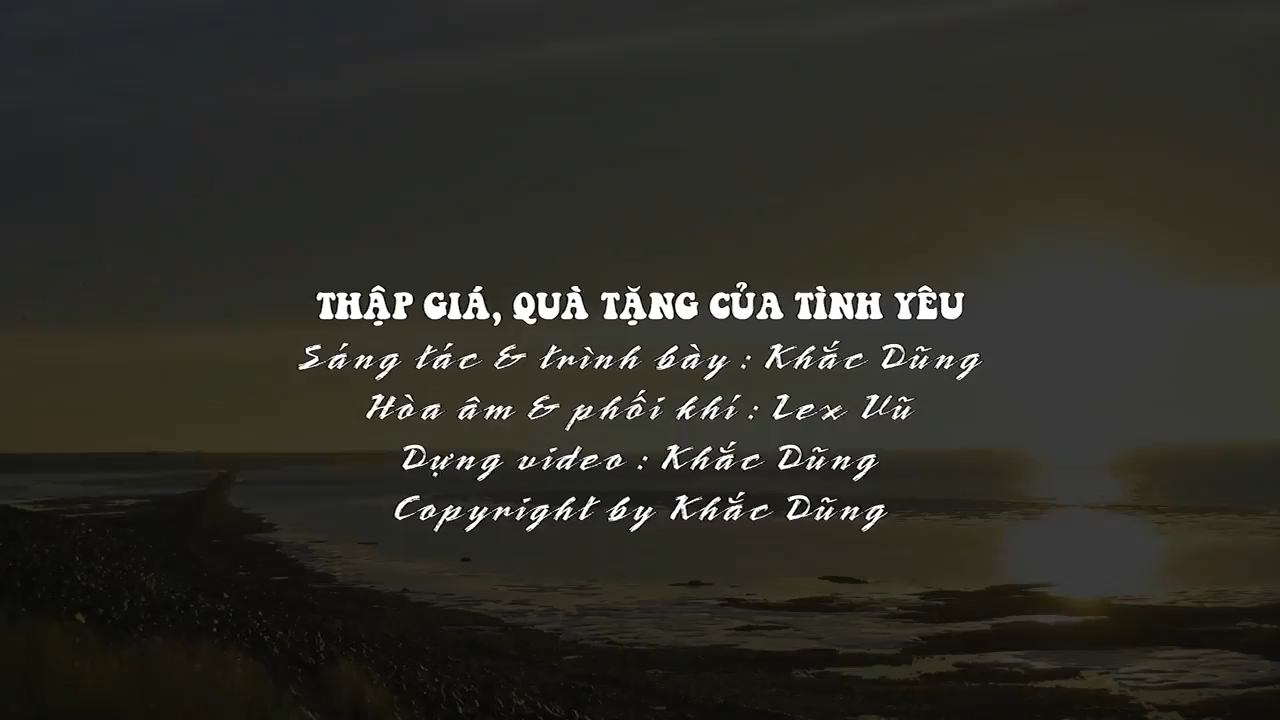 THẬP GIÁ, QUÀ TẶNG CỦA TÌNH YÊU
Sáng tác & trình bày : Khắc Dũng
Hòa âm & phối khí : Lex Vũ
Dựng video : Khắc Dũng
Copyright by Khắc Dũng